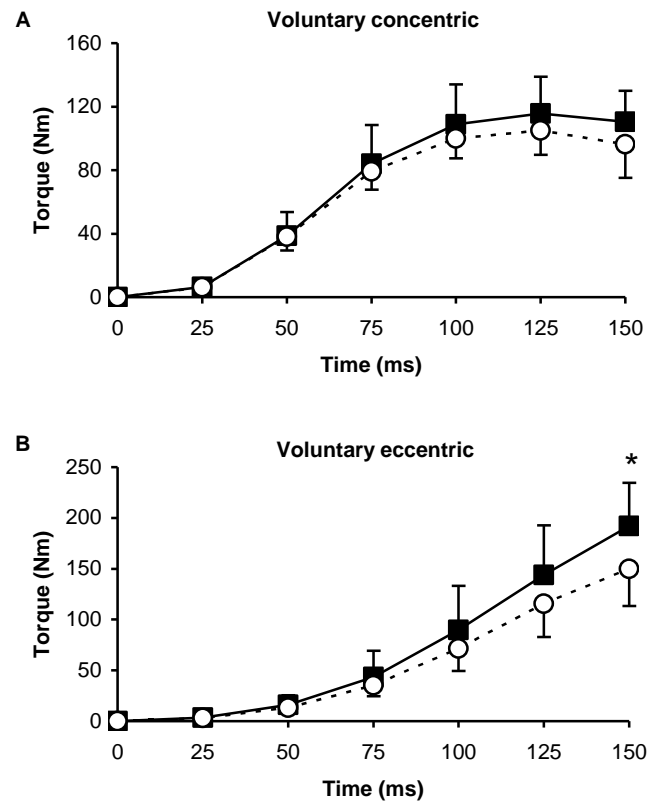 A
Voluntary concentric
160
120
80
40
0
Torque (Nm)
0 25 50 75 100 125 150
Time (ms)
B
Voluntary eccentric
*
250
200
150
100
50
0
Torque (Nm)
0 25 50 75 100 125 150
Time (ms)